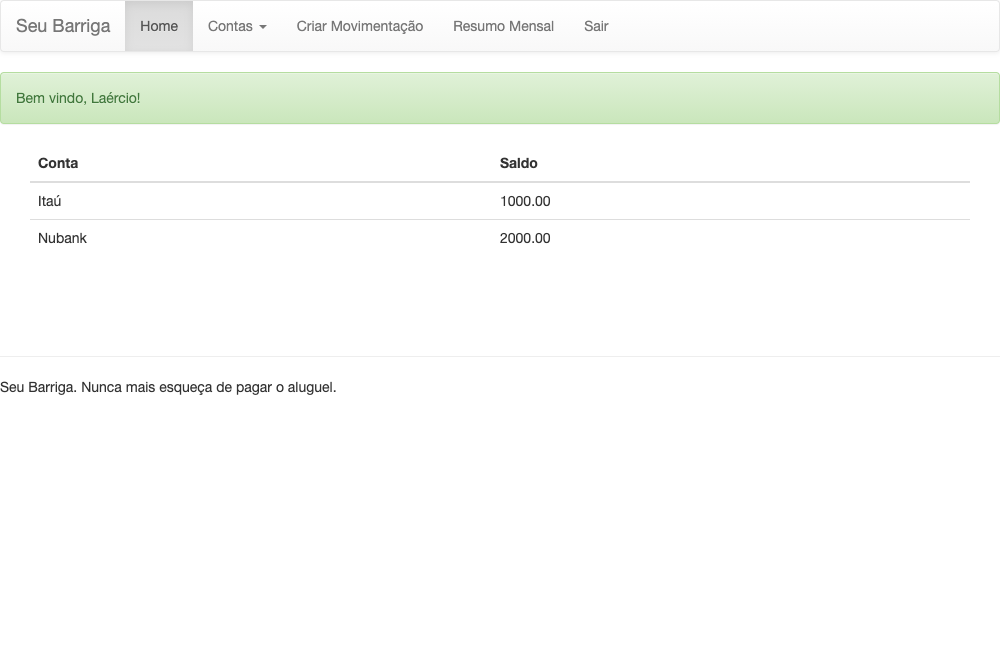 Seu Barriga Home Contas Criar Movimentação Resumo Mensal Sair
Bem vindo, Laércio!
Conta Saldo
Itaú 1000.00
Nubank 2000.00
Seu Barriga. Nunca mais esqueça de pagar o aluguel.